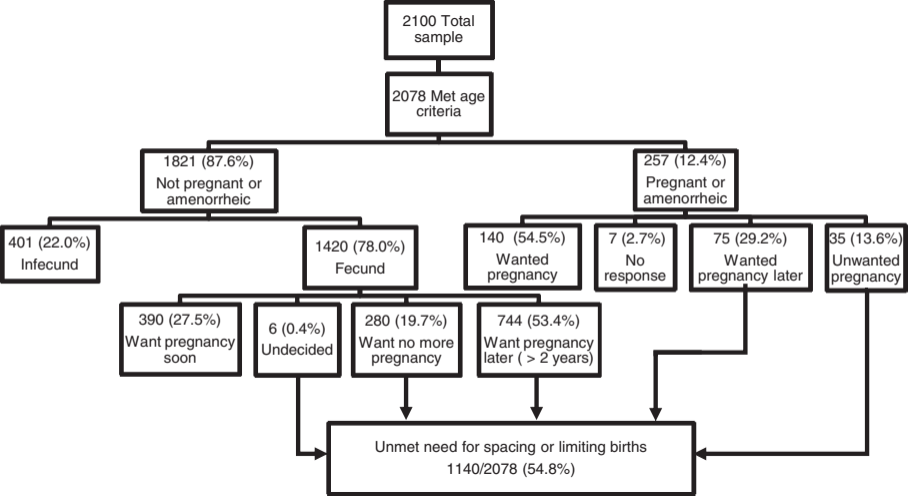 2100 Total
sample
2078 Met age
criteria
1821 (87.6%)
Not pregnant or
amenorrheic
257 (12.4%)
Pregnant or
amenorrheic
401 (22.0%)
Infecund
1420 (78.0%)
Fecund
140 (54.5%)
Wanted
pregnancy
7 (2.7%)
No
response
75 (29.2%)
Wanted
pregnancy later
35 (13.6%)
Unwanted
pregnancy
390 (27.5%)
Want pregnancy
soon
6 (0.4%)
Undecided
280 (19.7%)
Want no more
pregnancy
744 (53.4%)
Want pregnancy
later ( > 2 years)
Unmet need for spacing or limiting births
1140/2078 (54.8%)